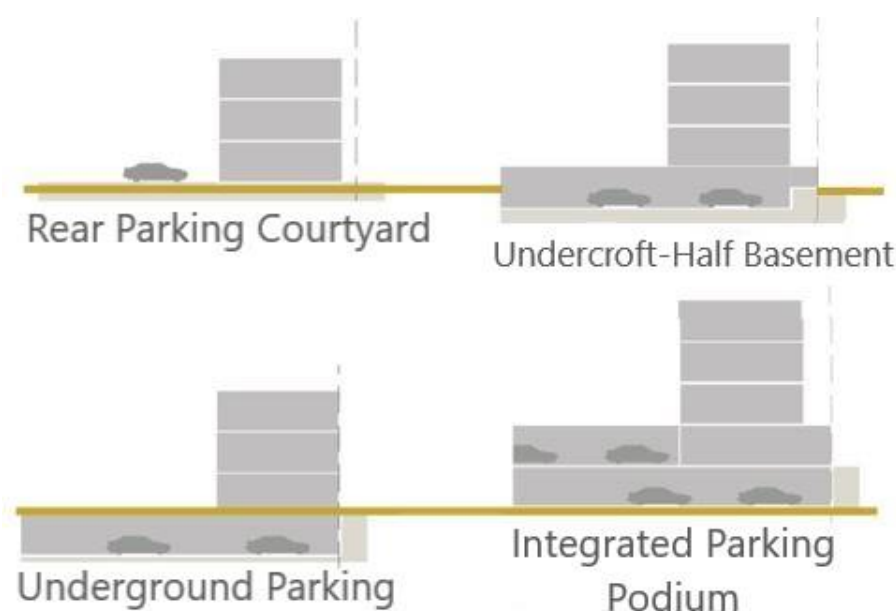 Rear Parking Courtyard
Undercroft-Half Basement
Underground Parking
Integrated Parking
Podium